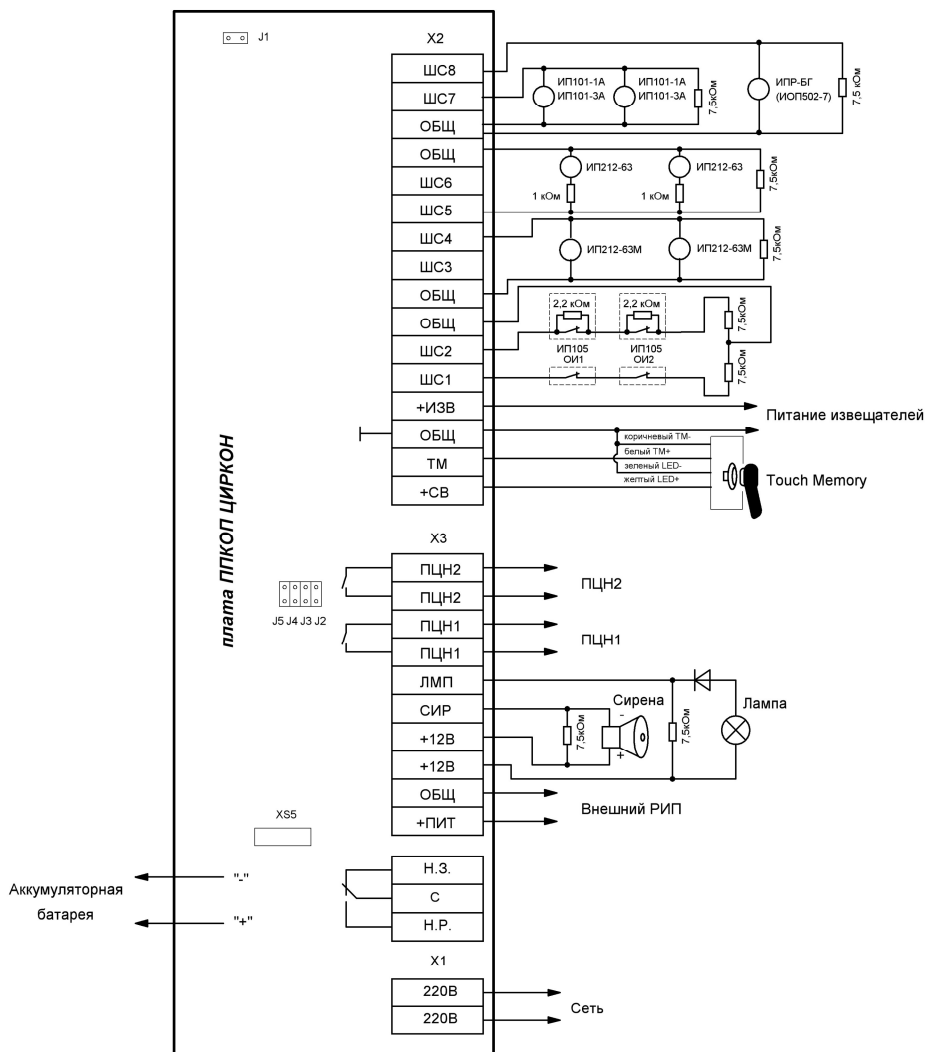 J1
X2
ШС8
ШС7
ОБЩ
ОБЩ
ШС6
ШС5
ШС4
ШС3
ОБЩ
ОБЩ
ШС2
ШС1
+ИЗВ
ОБЩ
ТМ
+СВ
ИП101-1А
ИП101-3А
ИП101-1А
ИП101-3А
7,5кОм
ИПР-БГ
(ИОП502-7)
7,5 кОм
ИП212-63
1 кОм
ИП212-63
1 кОм
7,5кОм
ИП212-63М
ИП212-63М
7,5кОм
2,2 кОм
2,2 кОм
7,5кОм
ИП105
ОИ1
ИП105
ОИ2
7,5кОм
Питание извещателей
коричневый ТМ-
белый ТМ+
зеленый LED-
желтый LED+
Touch Memory
плата ППКОП ЦИРКОН
X3
ПЦН2
ПЦН2
ПЦН1
ПЦН1
ЛМП
СИР
+12В
+12В
ОБЩ
+ПИТ
J5 J4 J3 J2
ПЦН2
ПЦН1
Сирена
-
+
7,5кОм
7,5кОм
Лампа
Внешний РИП
XS5
Аккумуляторная
батарея
"-"
"+"
Н.З.
С
Н.Р.
X1
220В
220В
Сеть